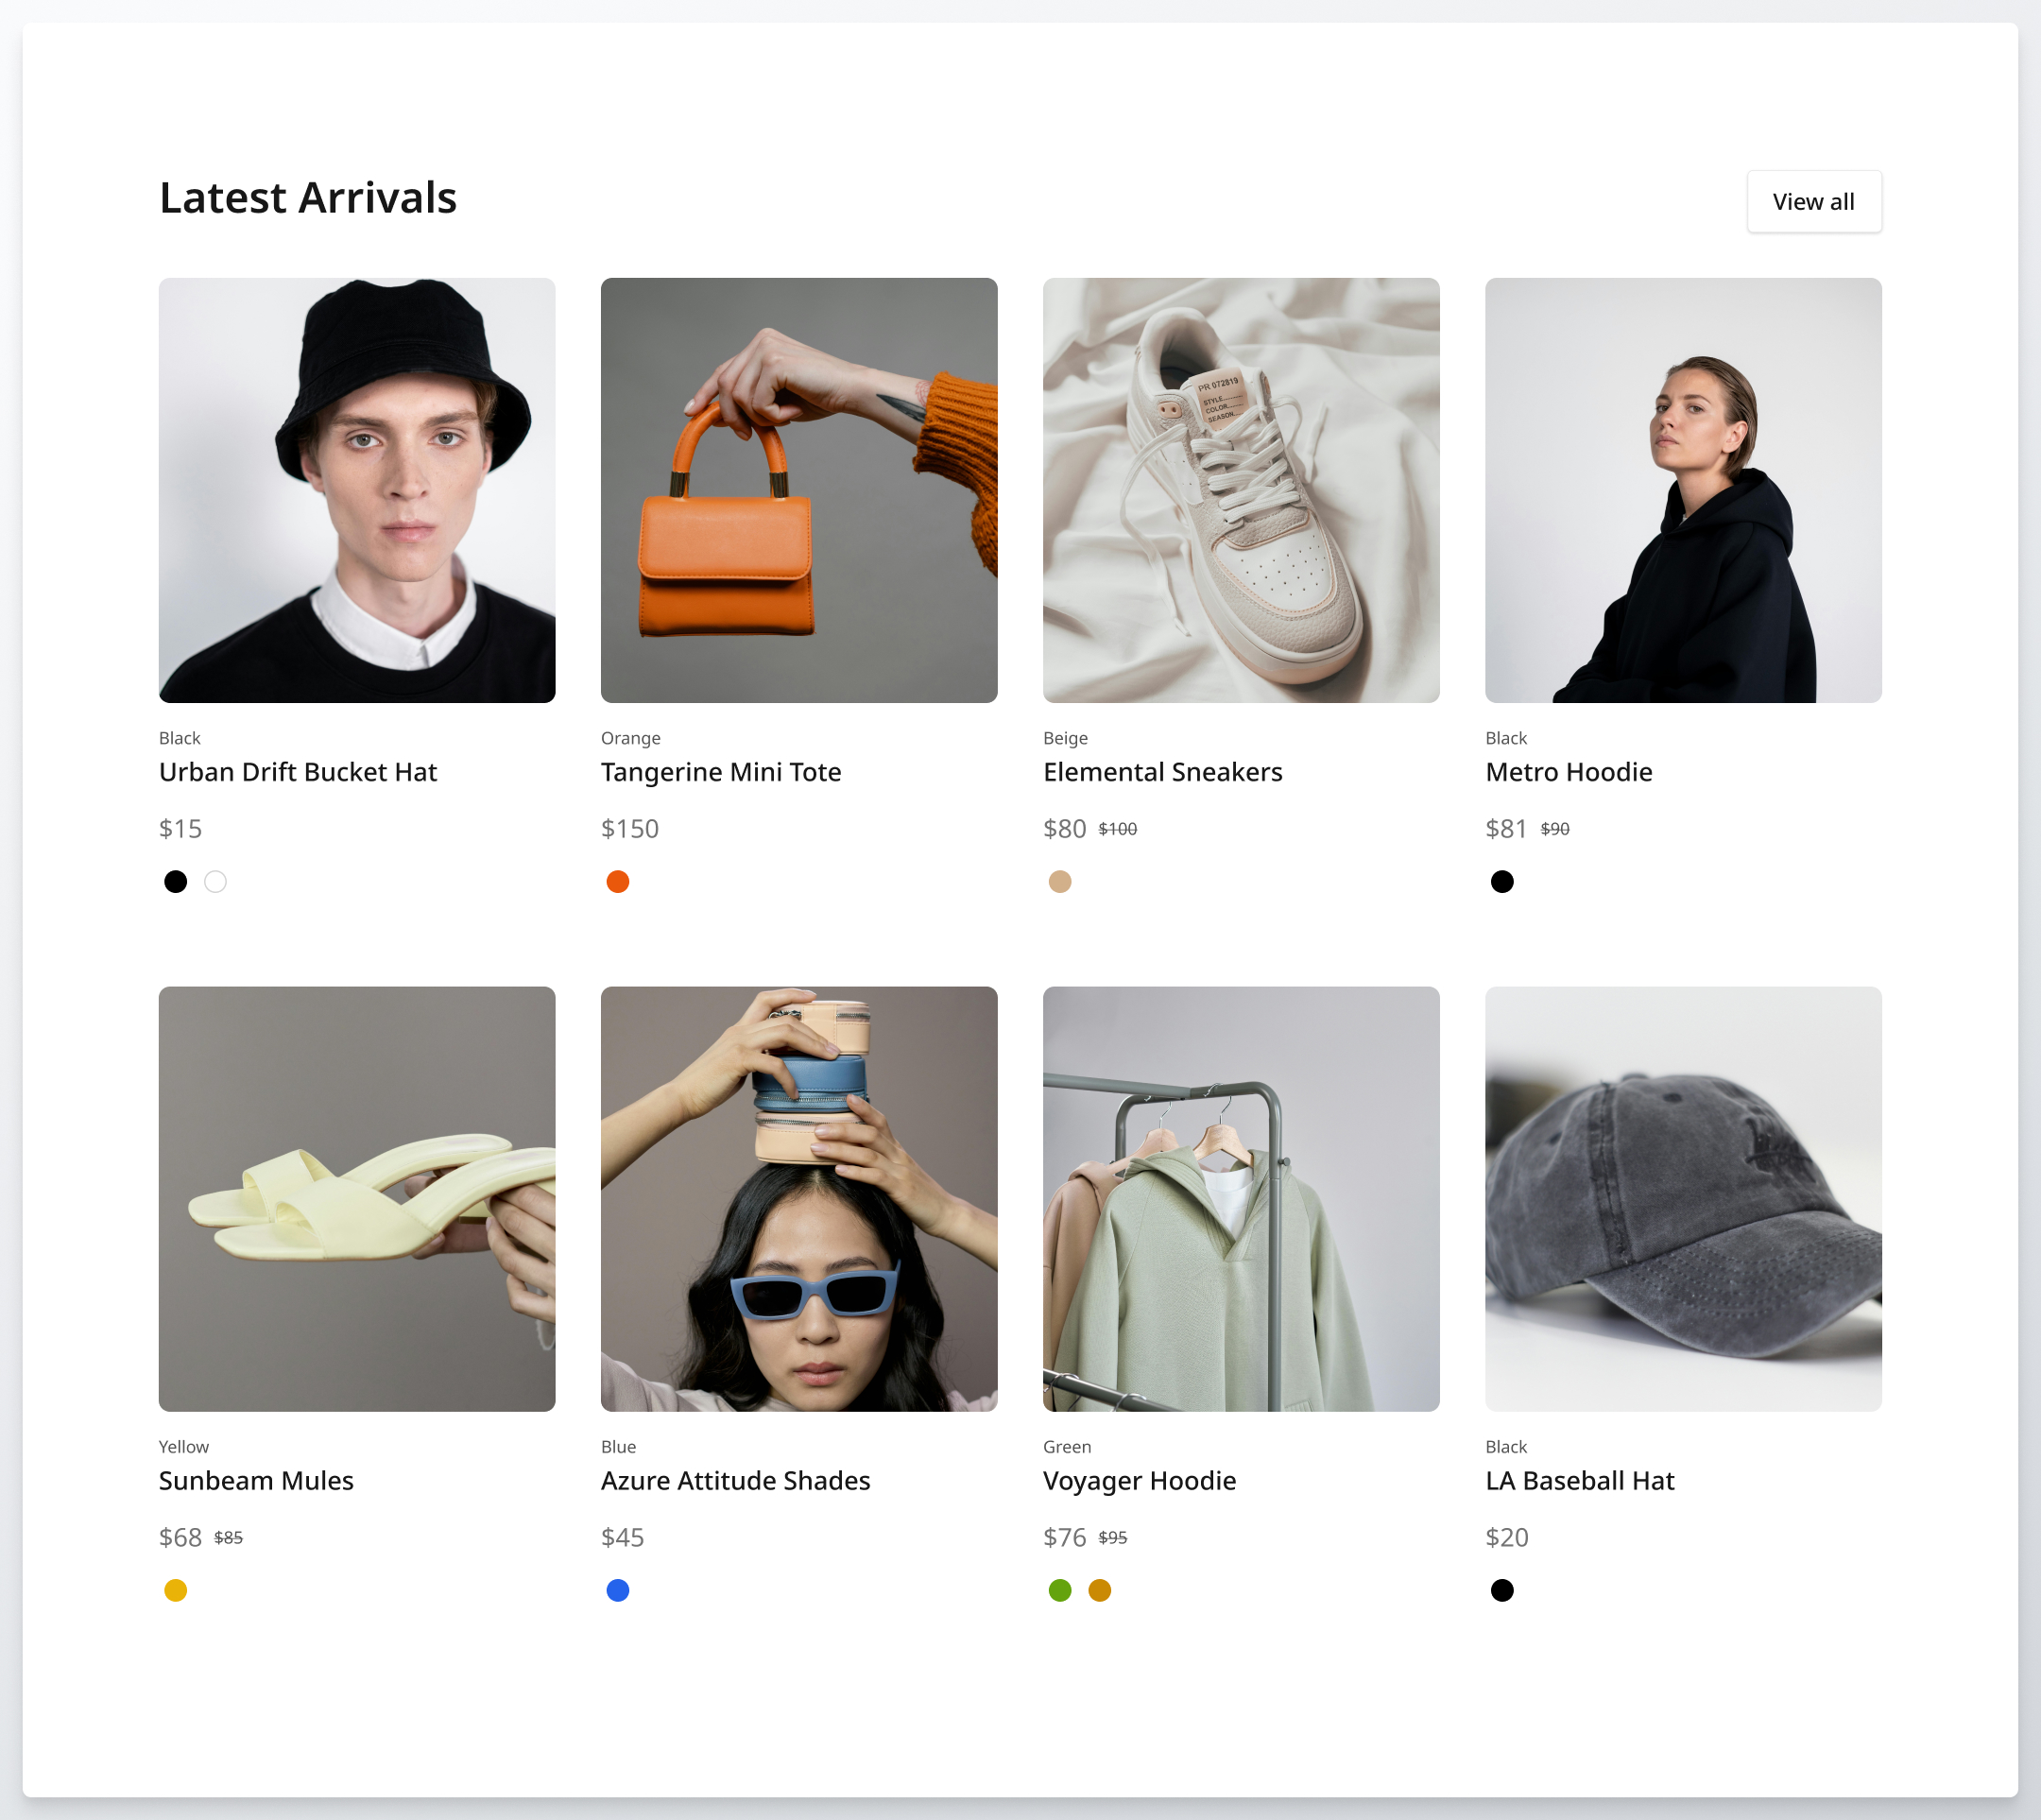 Latest Arrivals
View all
PR 072819
STYLE
COLOR
SEASON
Black
Urban Drift Bucket Hat
$15
Orange
Tangerine Mini Tote
$150
Beige
Elemental Sneakers
$80 $100
Black
Metro Hoodie
$81 $90
Yellow
Sunbeam Mules
$68 $85
Blue
Azure Attitude Shades
$45
Green
Voyager Hoodie
$76 $95
Black
LA Baseball Hat
$20